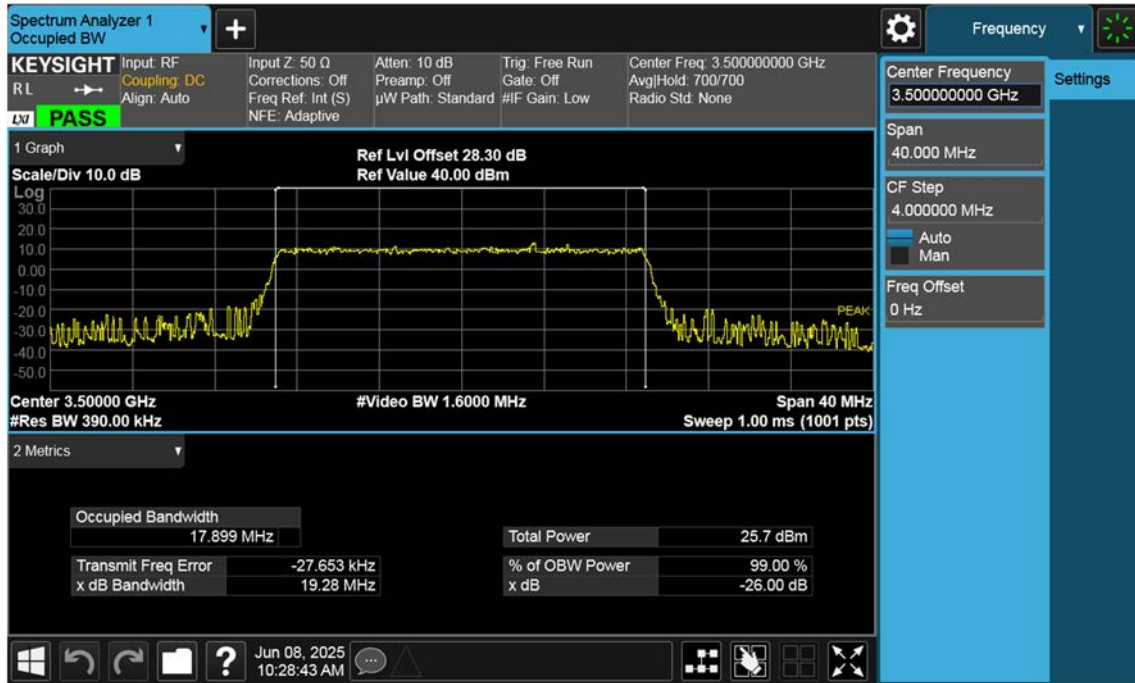 Spectrum Analyzer 1
Occupied BW
Frequency
KEYSIGHT
R L
LXI PASS
Input: RF
Coupling: DC
Align: Auto
Input Z: 50 Ω
Corrections: Off
Freq Ref: Int (S)
NFE: Adaptive
Atten: 10 dB
Preamp: Off
µW Path: Standard
Trig: Free Run
Gate: Off
#IF Gain: Low
Center Freq: 3.500000000 GHz
Avg|Hold: 700/700
Radio Std: None
Center Frequency
3.500000000 GHz
Settings
Span
40.000 MHz
CF Step
4.000000 MHz
Auto
Man
Freq Offset
0 Hz
1 Graph
Scale/Div 10.0 dB
Ref Lvl Offset 28.30 dB
Ref Value 40.00 dBm
Log
30.0
20.0
10.0
0.00
-10.0
-20.0
-30.0
-40.0
-50.0
PEAK
Center 3.50000 GHz
#Video BW 1.6000 MHz
Span 40 MHz
#Res BW 390.00 kHz
Sweep 1.00 ms (1001 pts)
2 Metrics
Occupied Bandwidth
17.899 MHz
Total Power 25.7 dBm
Transmit Freq Error -27.653 kHz
% of OBW Power 99.00 %
x dB Bandwidth 19.28 MHz
x dB -26.00 dB
?
Jun 08, 2025
10:28:43 AM